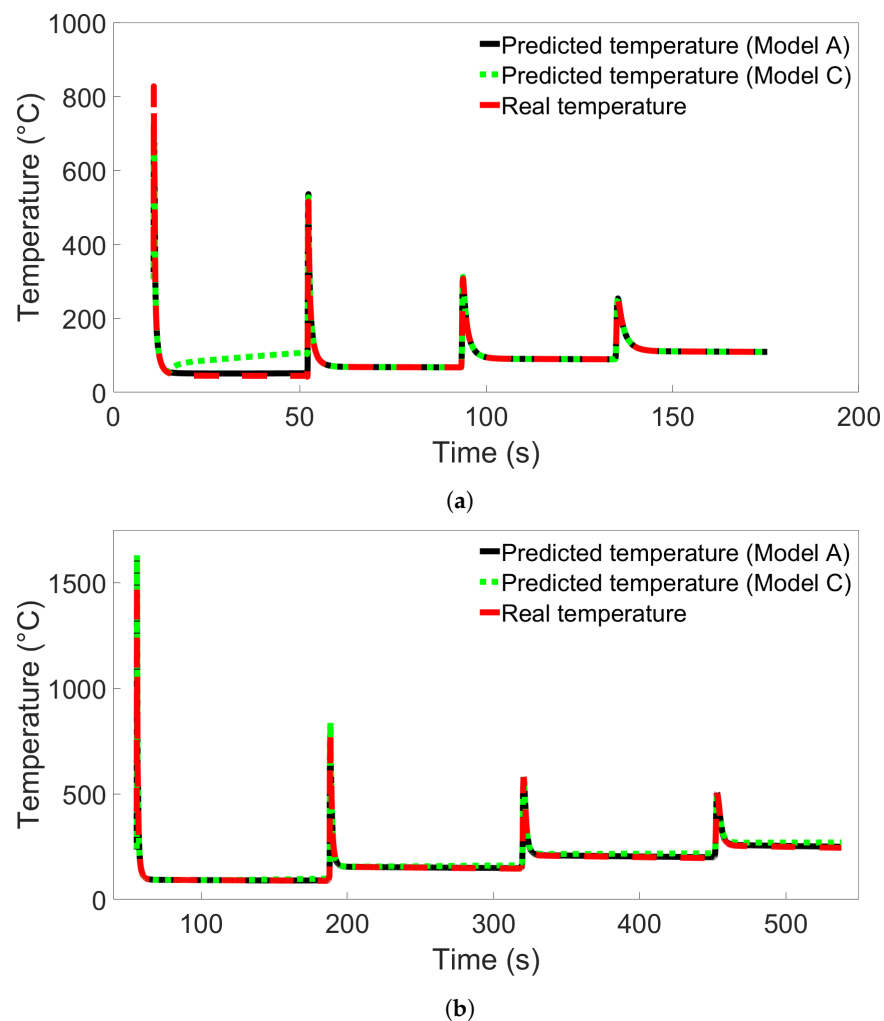 1000
800
600
400
200
0
Temperature (°C)
Predicted temperature (Model A)
Predicted temperature (Model C)
Real temperature
0 50 100 150 200
Time (s)
(a)
1500
1000
500
0
Temperature (°C)
Predicted temperature (Model A)
Predicted temperature (Model C)
Real temperature
100 200 300 400 500
Time (s)
(b)